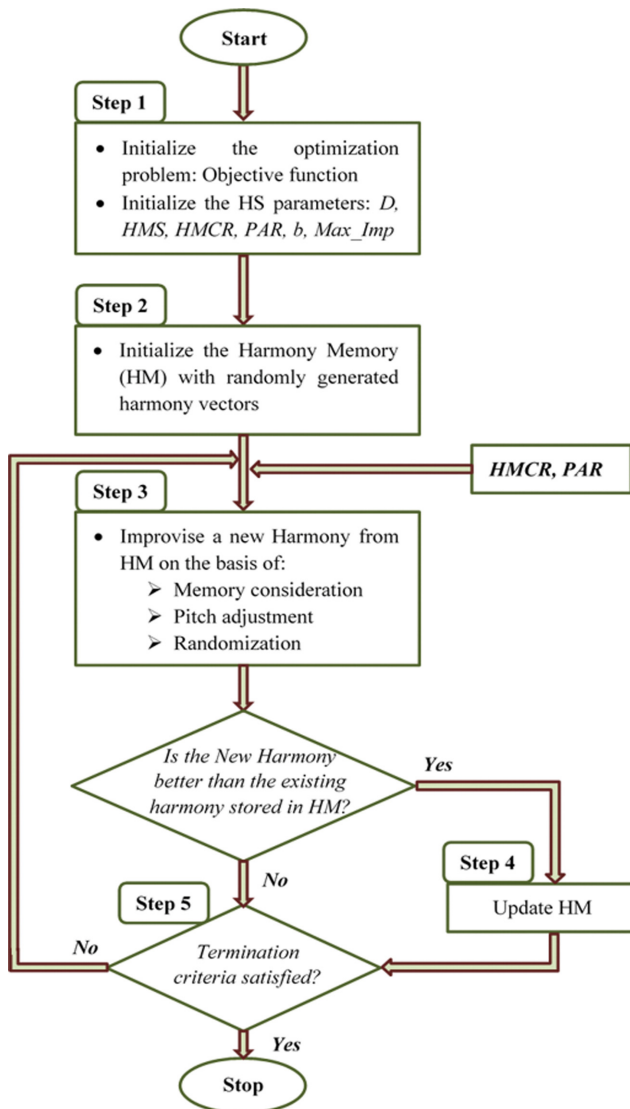 Start
Step 1
• Initialize the optimization
problem: Objective function
• Initialize the HS parameters: D,
HMS, HMCR, PAR, b, Max_Imp
Step 2
• Initialize the Harmony Memory
(HM) with randomly generated
harmony vectors
HMCR, PAR
Step 3
• Improvise a new Harmony from
HM on the basis of:
➢ Memory consideration
➢ Pitch adjustment
➢ Randomization
Is the New Harmony
better than the existing
harmony stored in HM?
Yes
Step 4
Update HM
No
Step 5
No
Termination
criteria satisfied?
Yes
Stop